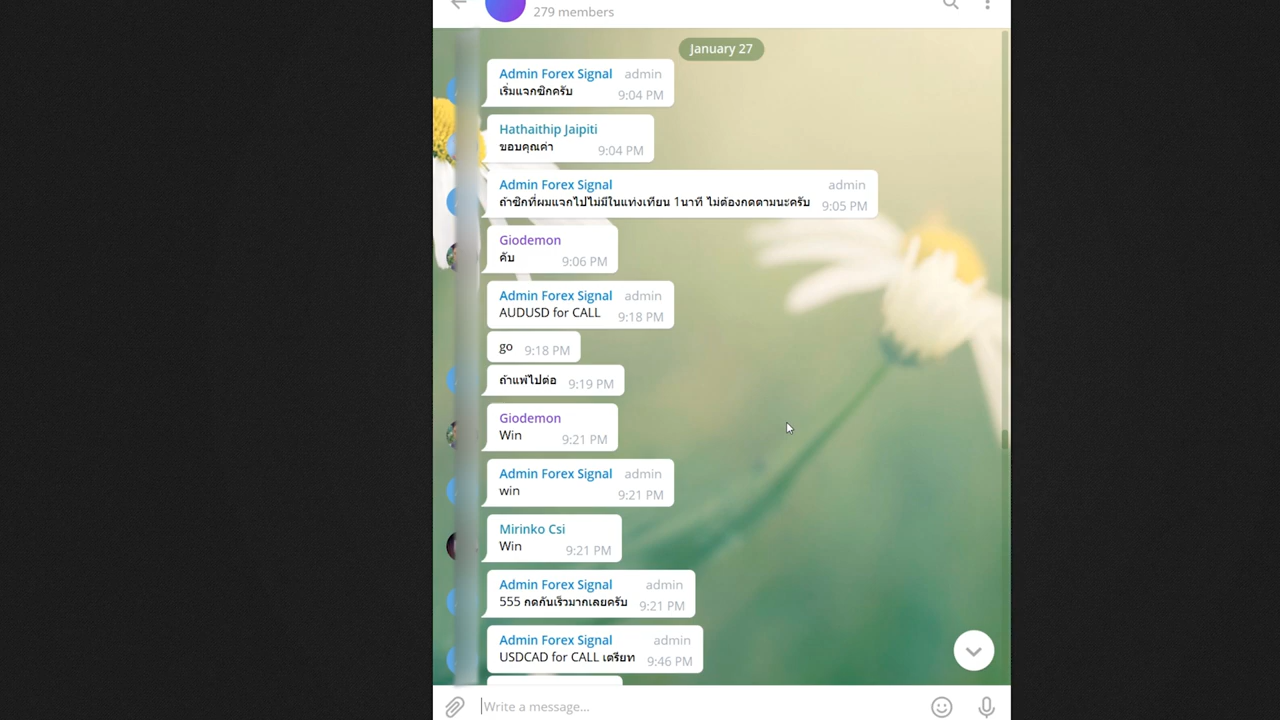 279 members
January 27
Admin Forex Signal admin
เริ่มแจกซิกครับ 9:04 PM
Hathaithip Jaipiti
ขอบคุณค่า 9:04 PM
Admin Forex Signal admin
ถ้าซิกที่ผมแจกไปไม่มีในแท่งเทียน 1นาที ไม่ต้องกดตามนะครับ 9:05 PM
Giodemon
คับ 9:06 PM
Admin Forex Signal admin
AUDUSD for CALL 9:18 PM
go 9:18 PM
ถ้าแพ้ไปต่อ 9:19 PM
Giodemon
Win 9:21 PM
Admin Forex Signal admin
win 9:21 PM
Mirinko Csi
Win 9:21 PM
Admin Forex Signal admin
555 กดกันเร็วมากเลยครับ 9:21 PM
Admin Forex Signal admin
USDCAD for CALL เตรียท 9:46 PM
Write a message...